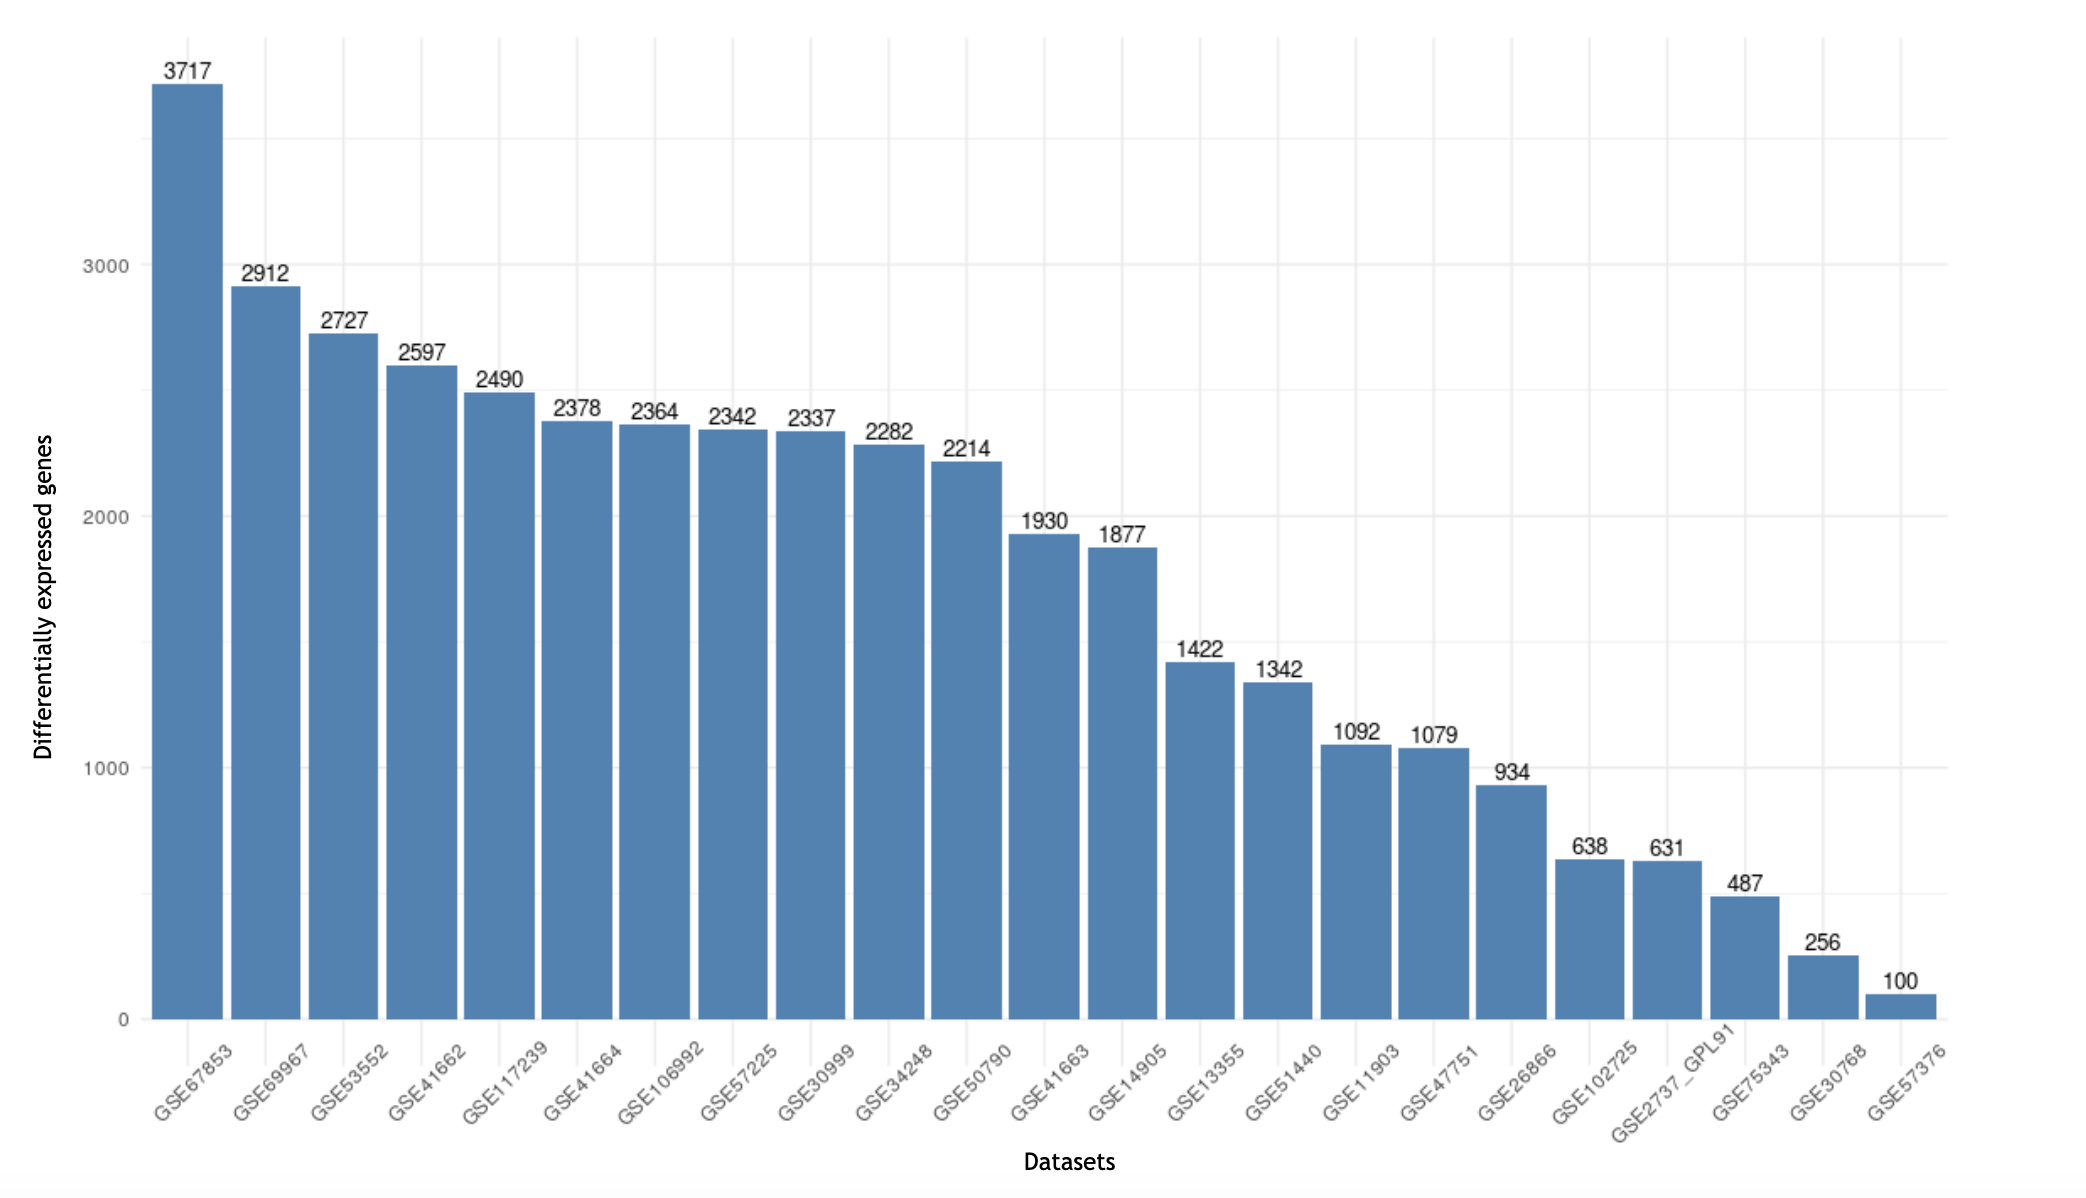 3717
2912
2727
2597
2490
2378
2364
2342
2337
2282
2214
1930
1877
1422
1342
1092
1079
934
638
631
487
256
100
Differentially expressed genes
3000
2000
1000
0
GSE67853
GSE69967
GSE53552
GSE41662
GSE117239
GSE41664
GSE106992
GSE57225
GSE30999
GSE34248
GSE50790
GSE41663
GSE14905
GSE13355
GSE51440
GSE11903
GSE47751
GSE26866
GSE102725
GSE2737_GPL91
GSE75343
GSE30768
GSE57376
Datasets